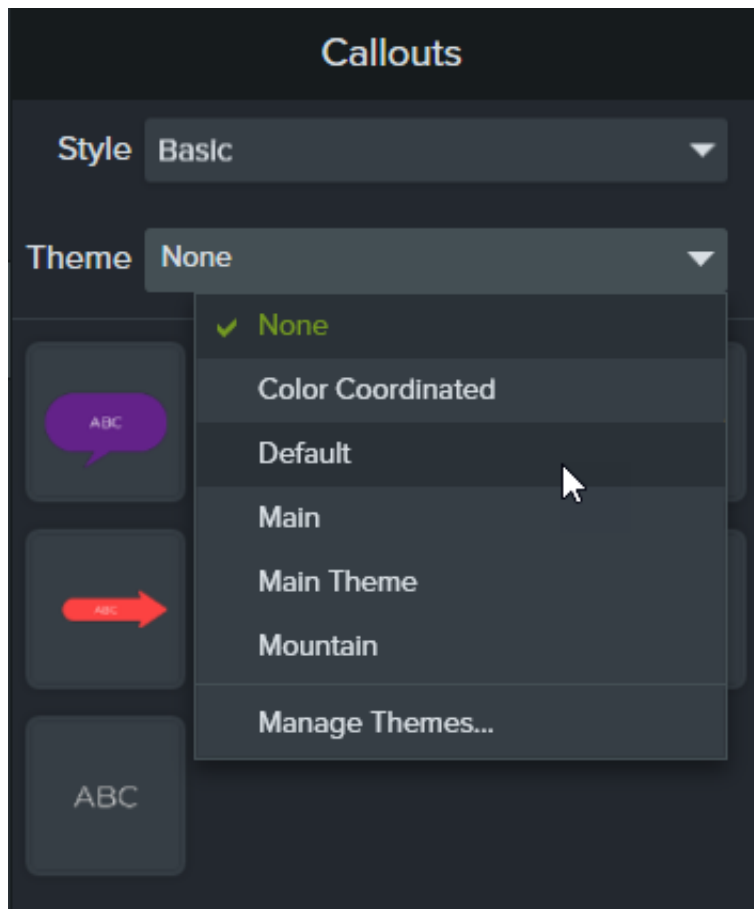 Callouts
Style Basic
Theme None
None
Color Coordinated
Default
Main
Main Theme
Mountain
Manage Themes...
ABC
ABC
ABC